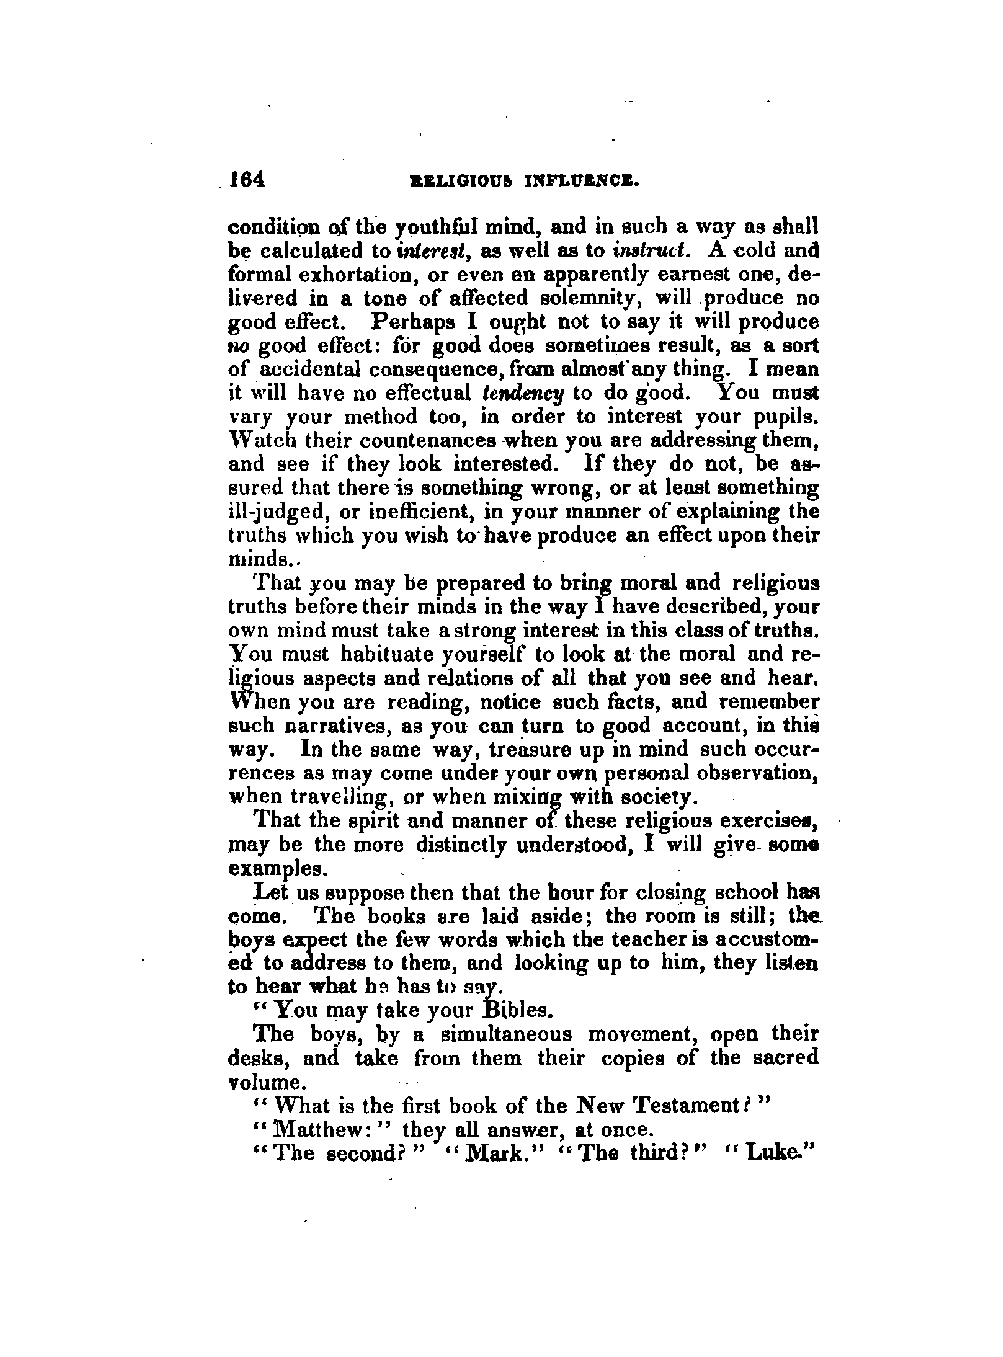 164 RELIGIOUS INFLUENCE.
condition of the youthful mind, and in such a way as shall
be calculated to interest, as well as to instruct. A cold and
formal exhortation, or even an apparently earnest one, de-
livered in a tone of affected solemnity, will produce no
good effect. Perhaps I ought not to say it will produce
no good effect: for good does sometimes result, as a sort
of accidental consequence, from almost any thing. I mean
it will have no effectual tendency to do good. You must
vary your method too, in order to interest your pupils.
Watch their countenances when you are addressing them,
and see if they look interested. If they do not, be as-
sured that there is something wrong, or at least something
ill-judged, or inefficient, in your manner of explaining the
truths which you wish to have produce an effect upon their
minds.
That you may be prepared to bring moral and religious
truths before their minds in the way I have described, your
own mind must take a strong interest in this class of truths.
You must habituate yourself to look at the moral and re-
ligious aspects and relations of all that you see and hear.
When you are reading, notice such facts, and remember
such narratives, as you can turn to good account, in this
way. In the same way, treasure up in mind such occur-
rences as may come under your own personal observation,
when travelling, or when mixing with society.
That the spirit and manner of these religious exercises,
may be the more distinctly understood, I will give some
examples.
Let us suppose then that the hour for closing school has
come. The books are laid aside; the room is still; the
boys expect the few words which the teacher is accustom-
ed to address to them, and looking up to him, they listen
to hear what he has to say.
"You may take your Bibles.
The boys, by a simultaneous movement, open their
desks, and take from them their copies of the sacred
volume.
"What is the first book of the New Testament?"
"Matthew:" they all answer, at once.
"The second?" "Mark." "The third?" "Luke."